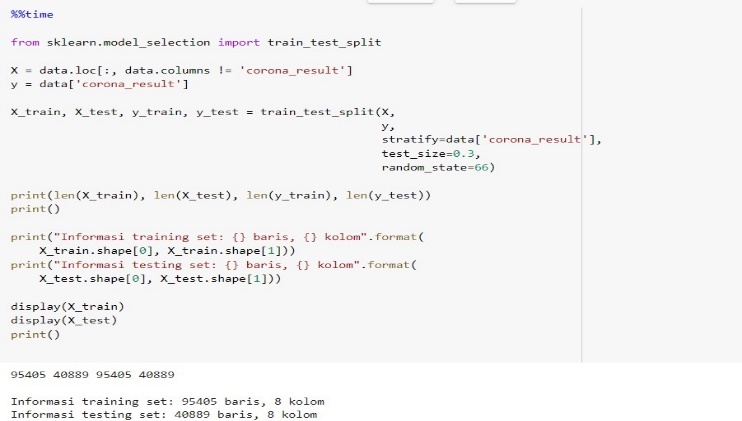 %%time
from sklearn.model_selection import train_test_split
X = data.loc[:, data.columns != 'corona_result']
y = data['corona_result']
X_train, X_test, y_train, y_test = train_test_split(X,
y,
stratify=data['corona_result'],
test_size=0.3,
random_state=66)
print(len(X_train), len(X_test), len(y_train), len(y_test))
print()
print("Informasi training set: {} baris, {} kolom".format(
X_train.shape[0], X_train.shape[1]))
print("Informasi testing set: {} baris, {} kolom".format(
X_test.shape[0], X_test.shape[1]))
display(X_train)
display(X_test)
print()
95405 40889 95405 40889
Informasi training set: 95405 baris, 8 kolom
Informasi testing set: 40889 baris, 8 kolom